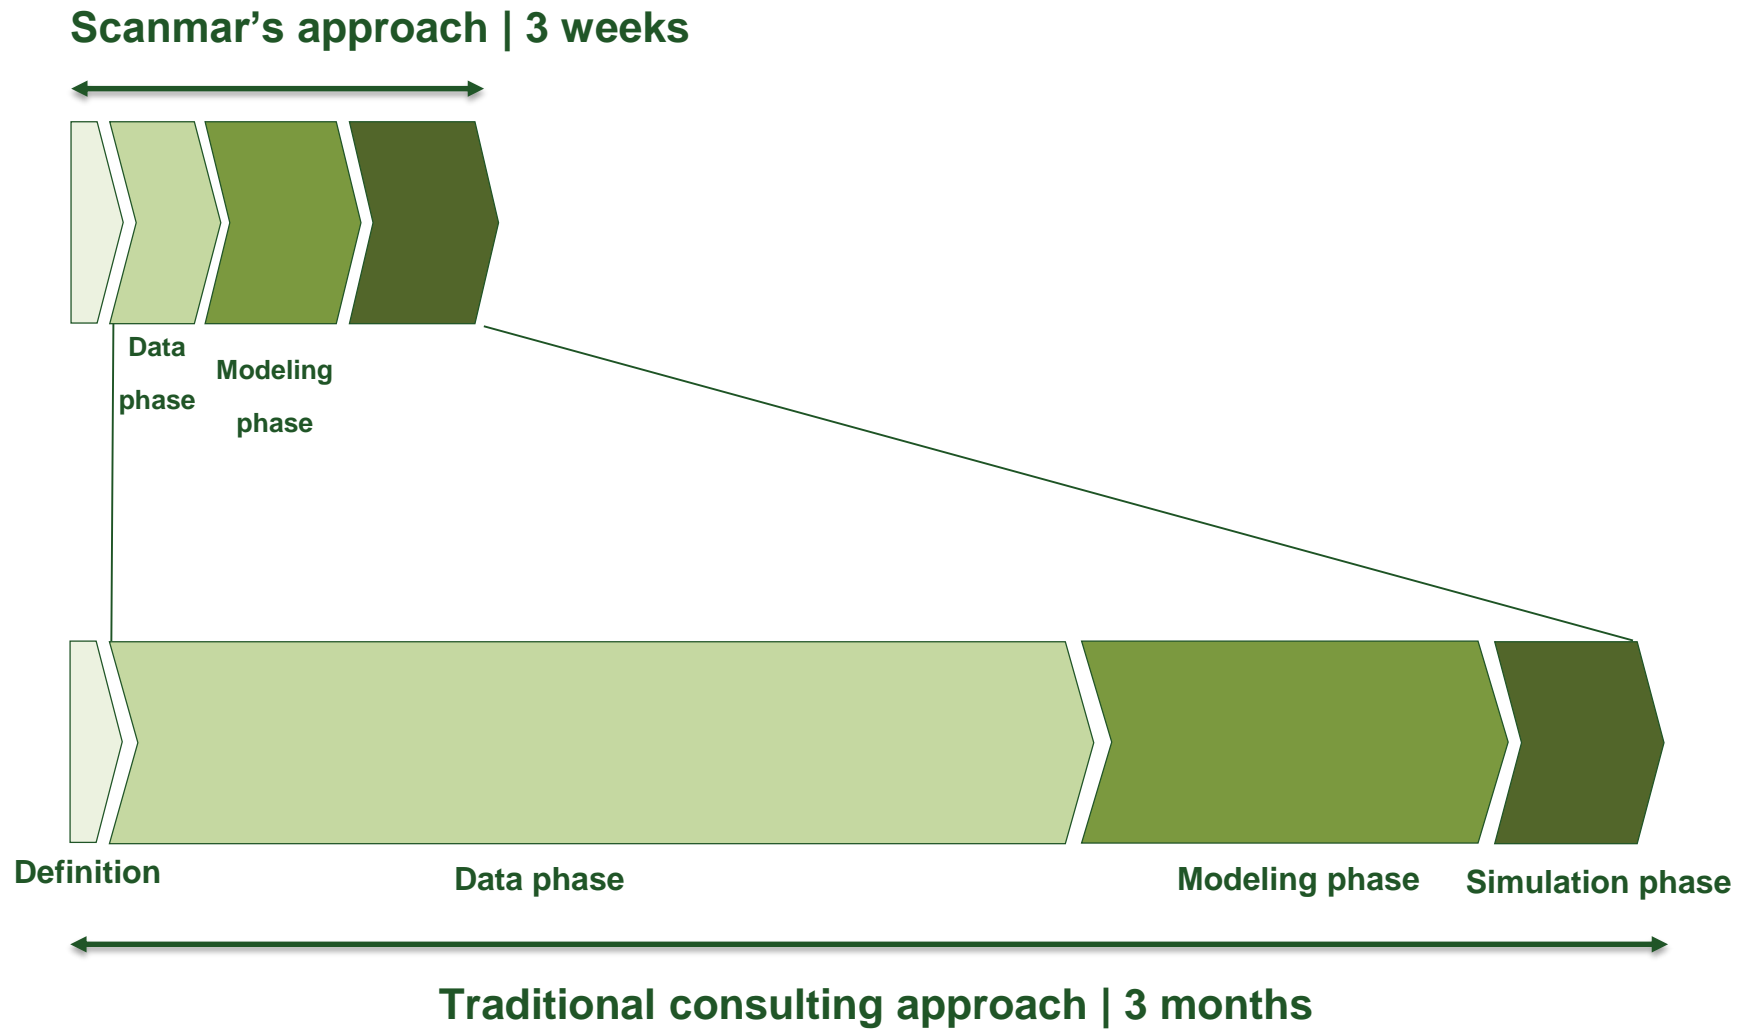 Scanmar’s approach | 3 weeks
Data
phase
Modeling
phase
Definition
Data phase
Modeling phase
Simulation phase
Traditional consulting approach | 3 months